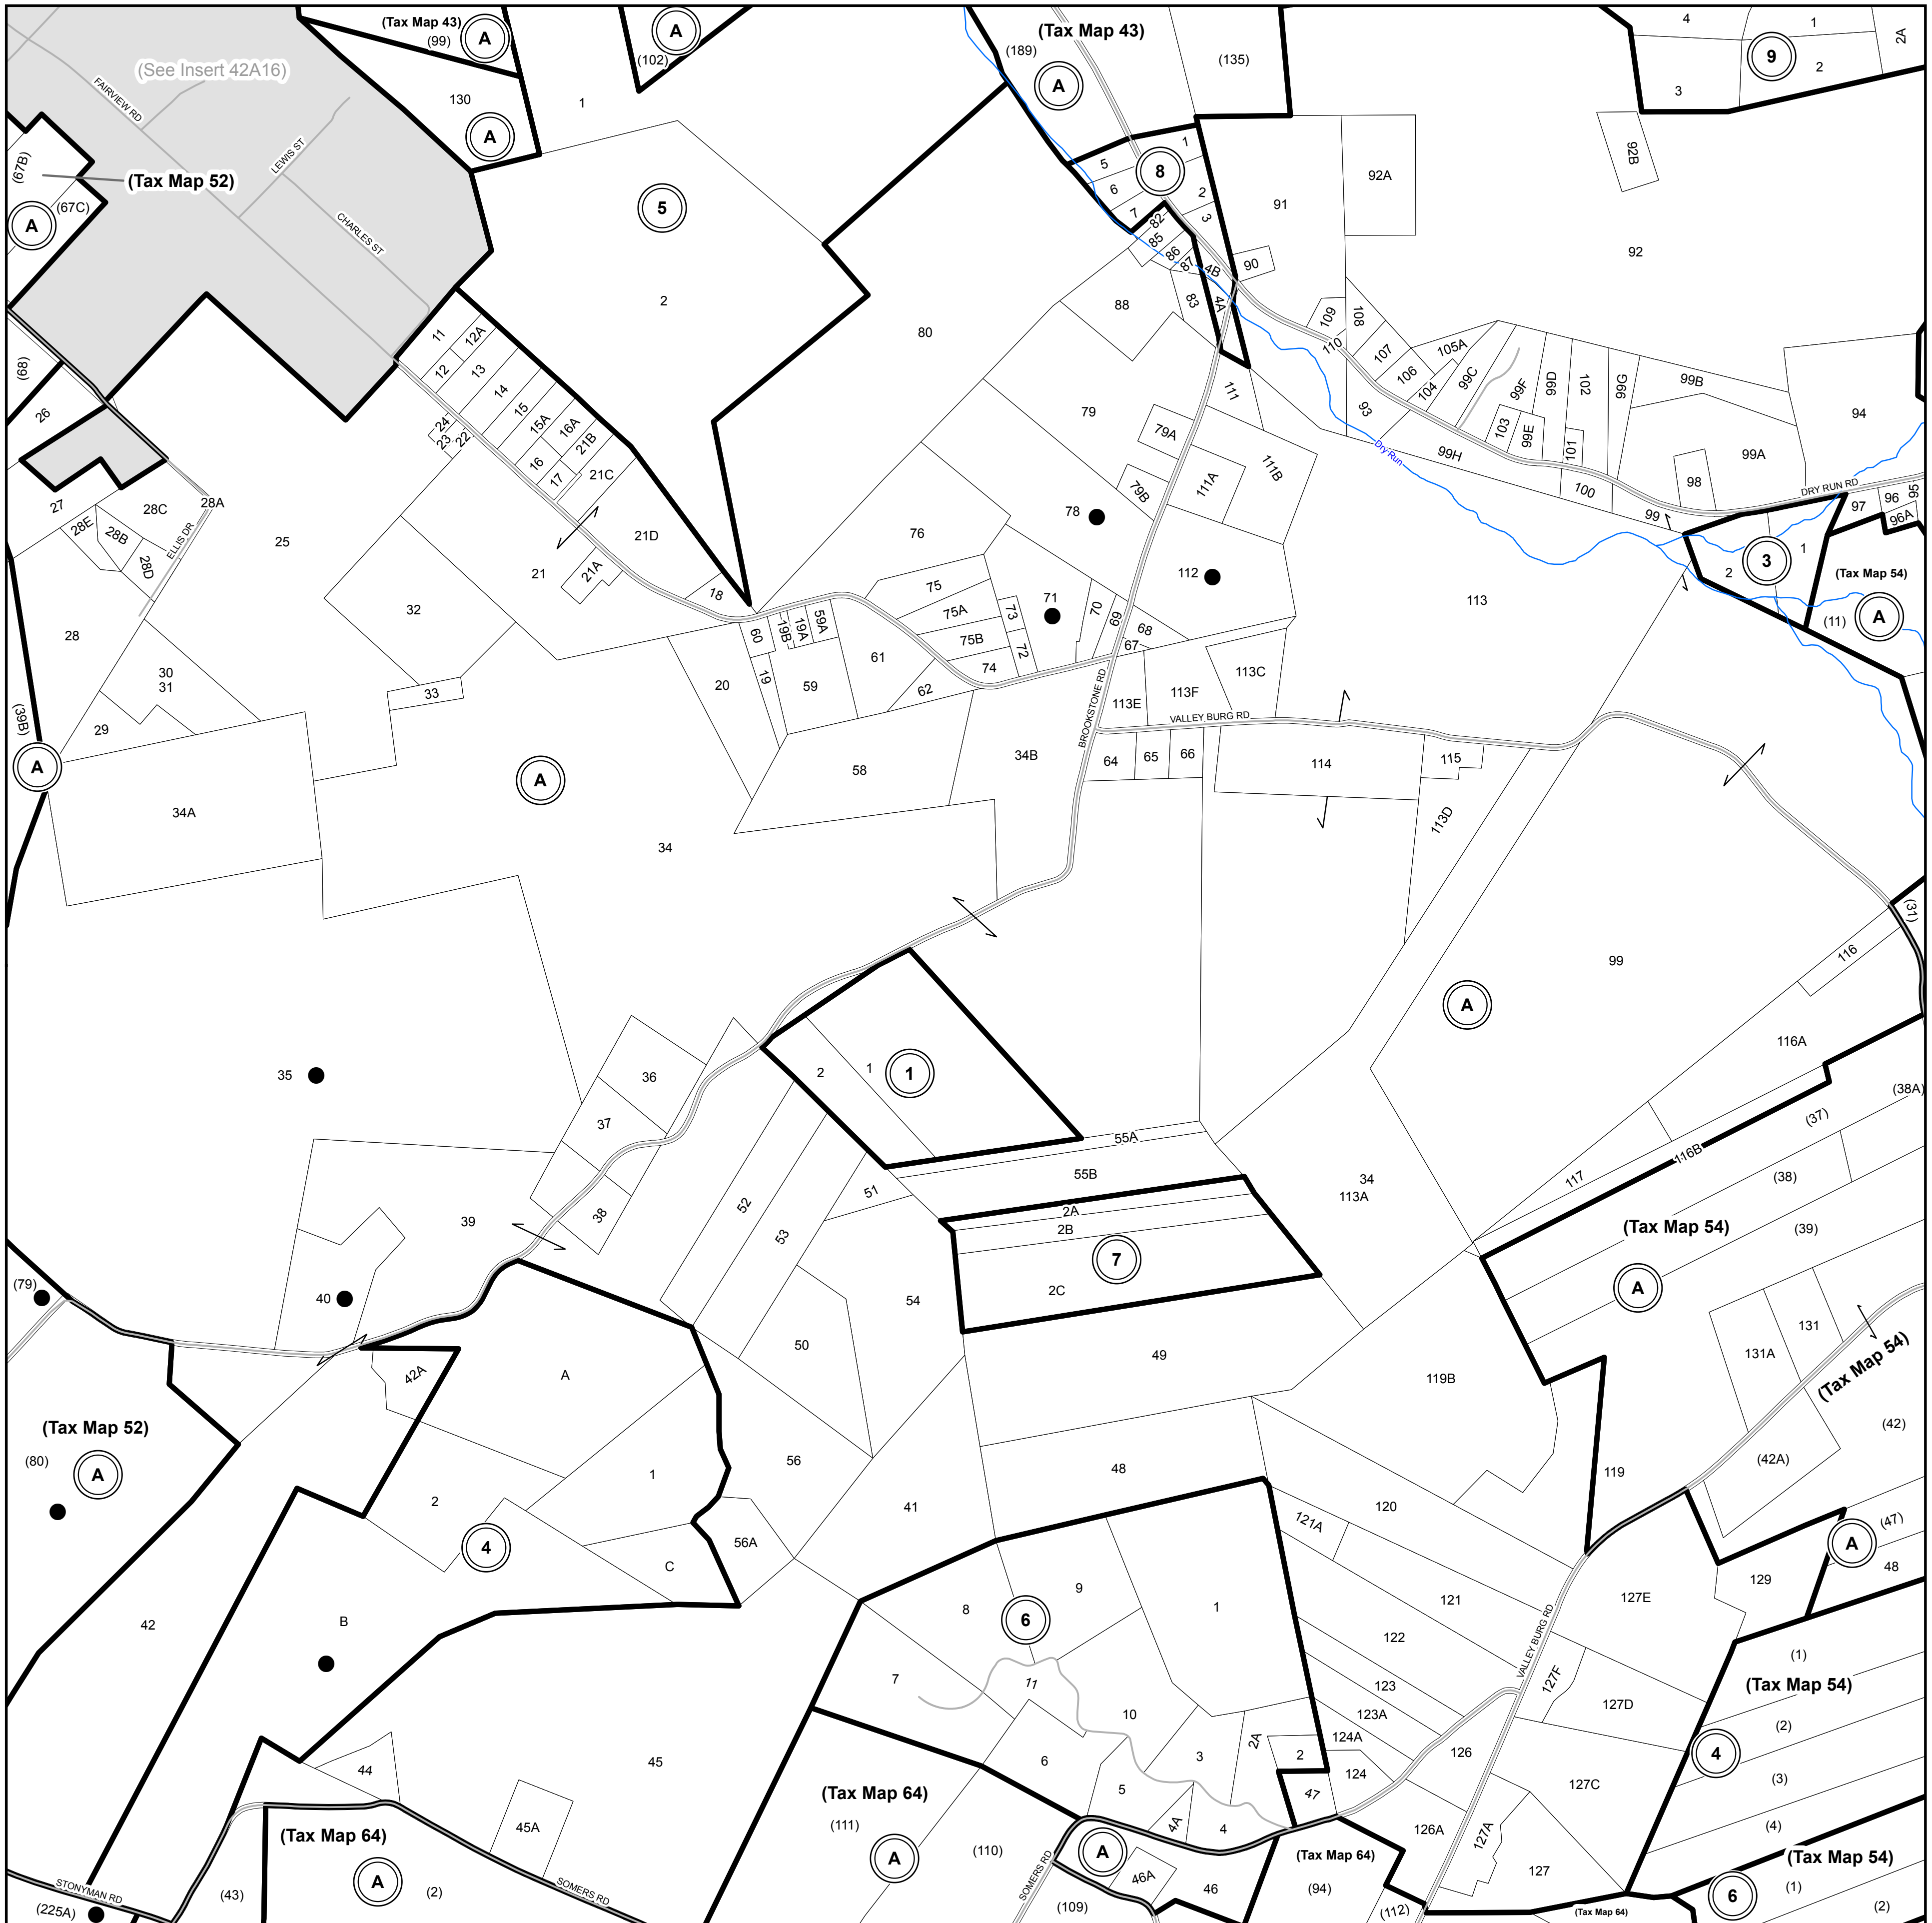 (Tax Map 43)
(99)
A
A
(102)
(189)
(Tax Map 43)
A
(135)
4
1
2A
9
3
2
(See Insert 42A16)
FAIRVIEW RD
LEWIS ST
CHARLES ST
130
A
1
(67B)
(Tax Map 52)
(67C)
A
5
2
80
5
1
8
6
2
7
3
82
85
86
87
4B
90
83
4A
88
91
92A
92B
92
109
108
110
107
106
105A
104
99C
99F
99D
102
99G
99B
94
93
103
99E
101
99H
99A
98
100
99
Dry Run
DRY RUN RD
97
96
95
96A
3
1
2
(Tax Map 54)
A
(11)
(68)
26
11
12A
12
13
14
15
15A
16A
16
21B
17
21C
24
23
22
21D
21
21A
18
27
28C
28A
28E
28B
28D
ELLIS DR
25
28
32
30
31
33
29
(39B)
A
34A
79
79A
79B
111
111A
111B
78
112
76
75
75A
75B
74
73
72
71
70
69
68
67
113
60
19B
19A
59A
19
59
61
62
20
58
34B
BROOKSTONE RD
113E
113F
113C
VALLEY BURG RD
64
65
66
114
115
113D
A
34
99
A
(31)
116
116A
35
36
37
38
39
40
2
1
1
55A
55B
51
52
53
54
50
2A
2B
7
2C
49
34
113A
117
116B
(37)
(38A)
(38)
(Tax Map 54)
(39)
A
131
131A
(Tax Map 54)
(42)
(42A)
(79)
(Tax Map 52)
(80)
A
42A
A
1
2
4
C
56A
56
41
48
119B
119
120
121A
121
122
123
123A
124A
124
126
126A
127A
127
127C
127D
127E
127F
VALLEY BURG RD
129
A
(47)
48
(1)
(Tax Map 54)
(2)
4
(3)
(4)
(Tax Map 54)
6
(1)
(2)
42
B
8
9
6
1
7
11
10
6
5
3
2A
2
4A
4
47
44
45
45A
(Tax Map 64)
A
(2)
(43)
STONYMAN RD
(225A)
SOMERS RD
(Tax Map 64)
(111)
A
(110)
SOMERS RD
A
46A
46
(109)
(Tax Map 64)
(94)
(112)
(Tax Map 64)